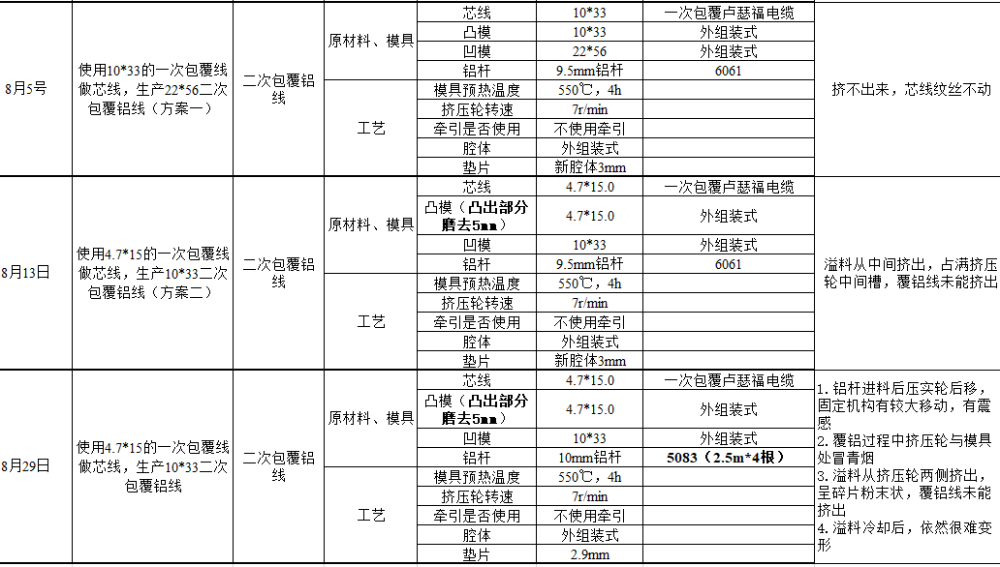 8月5号
使用10*33的一次包覆线
做芯线，生产22*56二次
包覆铝线（方案一）
二次包覆铝
线
原材料、模具
芯线 10*33 一次包覆卢瑟福电缆
凸模 10*33 外组装式
凹模 22*56 外组装式
铝杆 9.5mm铝杆 6061
工艺
模具预热温度 550℃，4h
挤压轮转速 7r/min
牵引是否使用 不使用牵引
腔体 外组装式
垫片 新腔体3mm
挤不出来，芯线纹丝不动
8月13日
使用4.7*15的一次包覆线
做芯线，生产10*33二次
包覆铝线（方案二）
二次包覆铝
线
原材料、模具
芯线 4.7*15.0 一次包覆卢瑟福电缆
凸模（凸出部分
磨去5mm） 4.7*15.0 外组装式
凹模 10*33 外组装式
铝杆 9.5mm铝杆 6061
工艺
模具预热温度 550℃，4h
挤压轮转速 7r/min
牵引是否使用 不使用牵引
腔体 外组装式
垫片 新腔体3mm
溢料从中间挤出，占满挤压
轮中间槽，覆铝线未能挤出
8月29日
使用4.7*15的一次包覆线
做芯线，生产10*33二次
包覆铝线
二次包覆铝
线
原材料、模具
芯线 4.7*15.0 一次包覆卢瑟福电缆
凸模（凸出部分
磨去5mm） 4.7*15.0 外组装式
凹模 10*33 外组装式
铝杆 10mm铝杆 5083（2.5m*4根）
工艺
模具预热温度 550℃，4h
挤压轮转速 7r/min
牵引是否使用 不使用牵引
腔体 外组装式
垫片 2.9mm
1.铝杆进料后压实轮后移，
固定机构有较大移动，有震
感
2.覆铝过程中挤压轮与模具
处冒青烟
3.溢料从挤压轮两侧挤出，
呈碎片粉末状，覆铝线未能
挤出
4.溢料冷却后，依然很难变
形